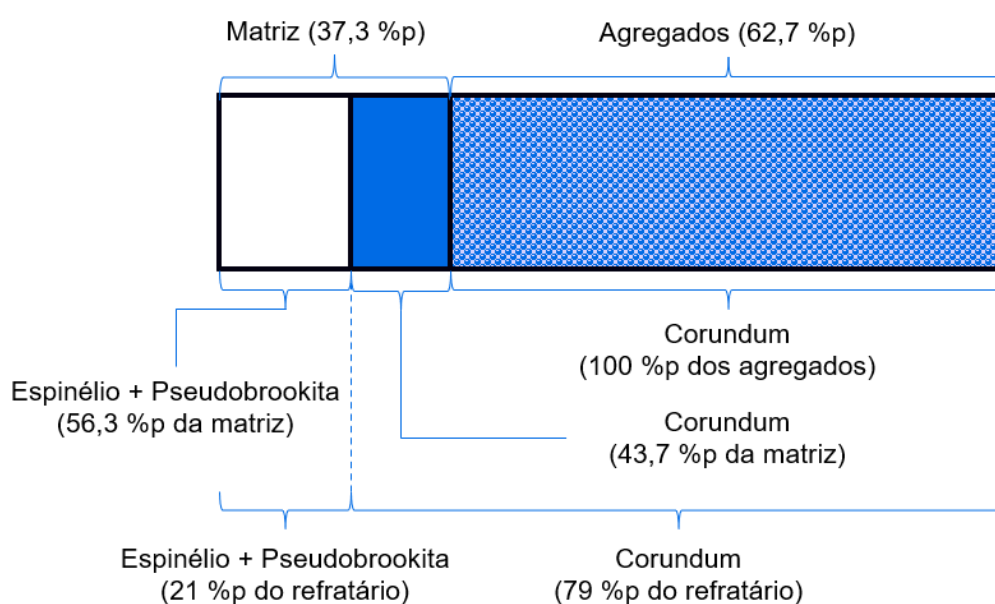 Matriz (37,3 %p)
Agregados (62,7 %p)
Corundum
(100 %p dos agregados)
Espinélio + Pseudobrookita
(56,3 %p da matriz)
Corundum
(43,7 %p da matriz)
Espinélio + Pseudobrookita
(21 %p do refratário)
Corundum
(79 %p do refratário)